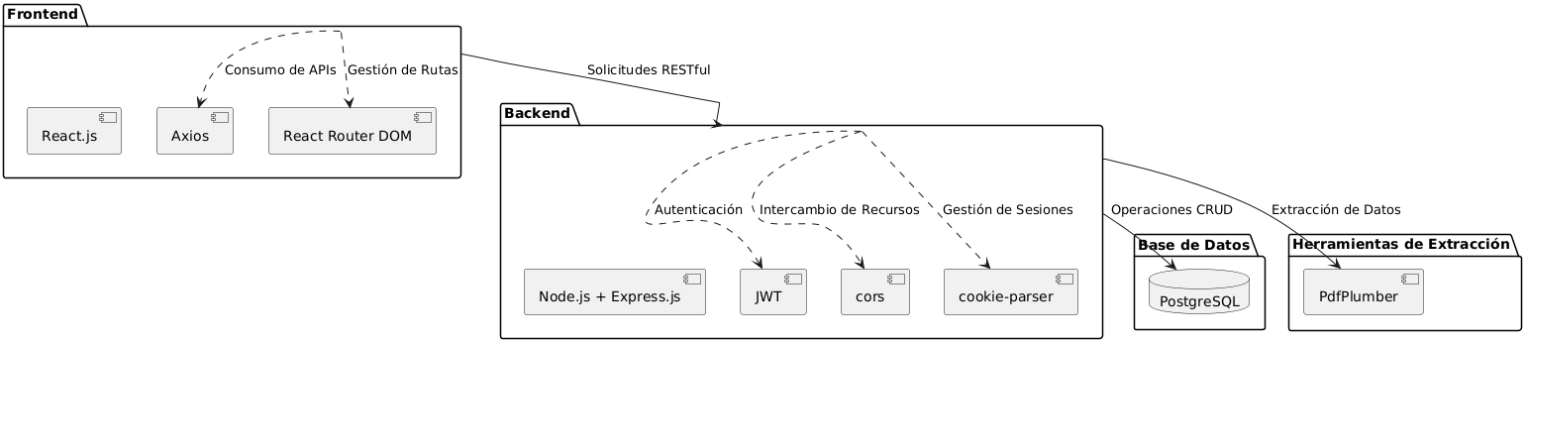 Frontend
Consumo de APIs
Gestión de Rutas
React.js
Axios
React Router DOM
Solicitudes RESTful
Backend
Autenticación
Intercambio de Recursos
Gestión de Sesiones
Node.js + Express.js
JWT
cors
cookie-parser
Operaciones CRUD
Extracción de Datos
Base de Datos
PostgreSQL
Herramientas de Extracción
PdfPlumber